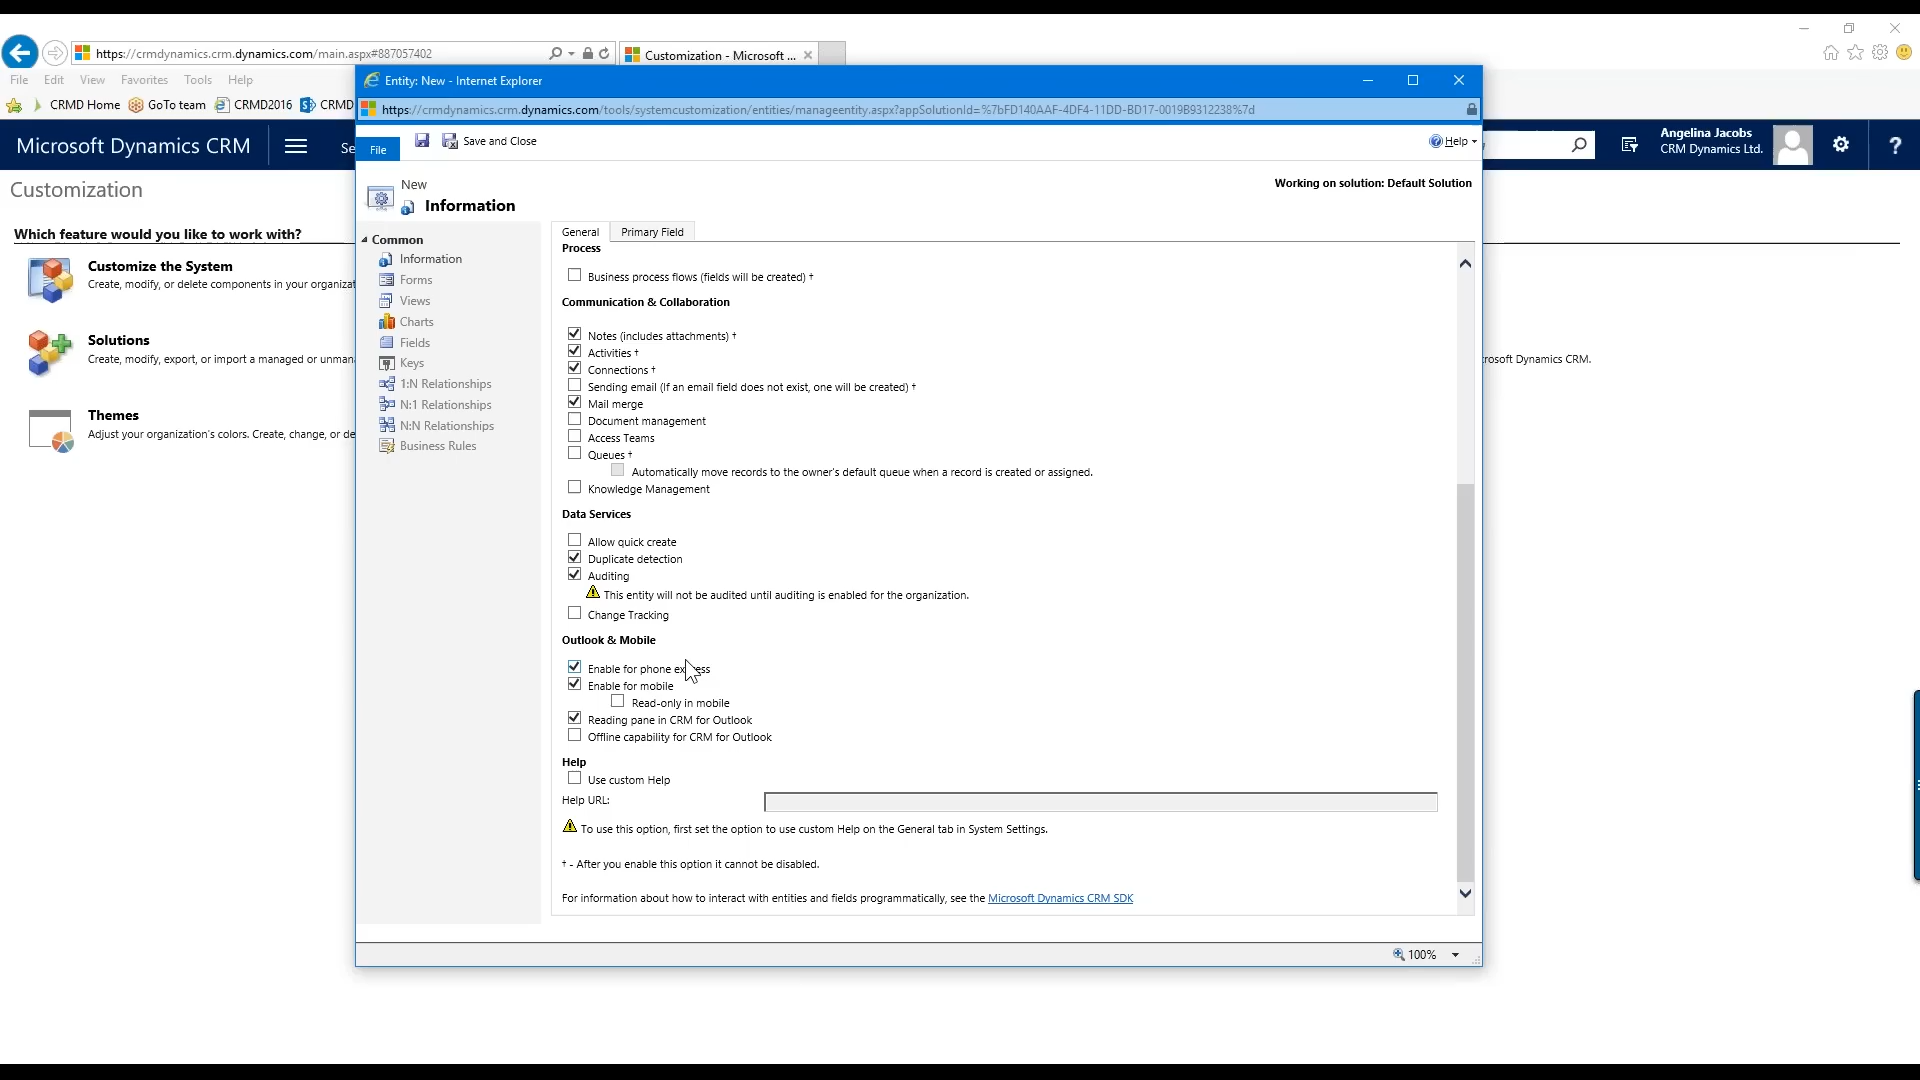 https://crmdynamics.crm.dynamics.com/main.aspx#887057402
Customization - Microsoft ...
File Edit View Favorites Tools Help
CRMD Home GoTo team CRMD2016 CRMD
Microsoft Dynamics CRM
Se
Angelina Jacobs
CRM Dynamics Ltd.
?
Customization
Which feature would you like to work with?
Customize the System
Create, modify, or delete components in your organizat
Solutions
Create, modify, export, or import a managed or unman
rosoft Dynamics CRM.
Themes
Adjust your organization's colors. Create, change, or de
Entity: New - Internet Explorer
https://crmdynamics.crm.dynamics.com/tools/systemcustomization/entities/manageentity.aspx?appSolutionId=%7bFD140AAF-4DF4-11DD-BD17-0019B9312238%7d
File
Save and Close
Help
New
Information
Working on solution: Default Solution
Common
Information
Forms
Views
Charts
Fields
Keys
1:N Relationships
N:1 Relationships
N:N Relationships
Business Rules
General
Primary Field
Process
Business process flows (fields will be created) †
Communication & Collaboration
Notes (includes attachments) †
Activities †
Connections †
Sending email (If an email field does not exist, one will be created) †
Mail merge
Document management
Access Teams
Queues †
Automatically move records to the owner's default queue when a record is created or assigned.
Knowledge Management
Data Services
Allow quick create
Duplicate detection
Auditing
This entity will not be audited until auditing is enabled for the organization.
Change Tracking
Outlook & Mobile
Enable for phone express
Enable for mobile
Read-only in mobile
Reading pane in CRM for Outlook
Offline capability for CRM for Outlook
Help
Use custom Help
Help URL:
To use this option, first set the option to use custom Help on the General tab in System Settings.
† - After you enable this option it cannot be disabled.
For information about how to interact with entities and fields programmatically, see the Microsoft Dynamics CRM SDK
100%